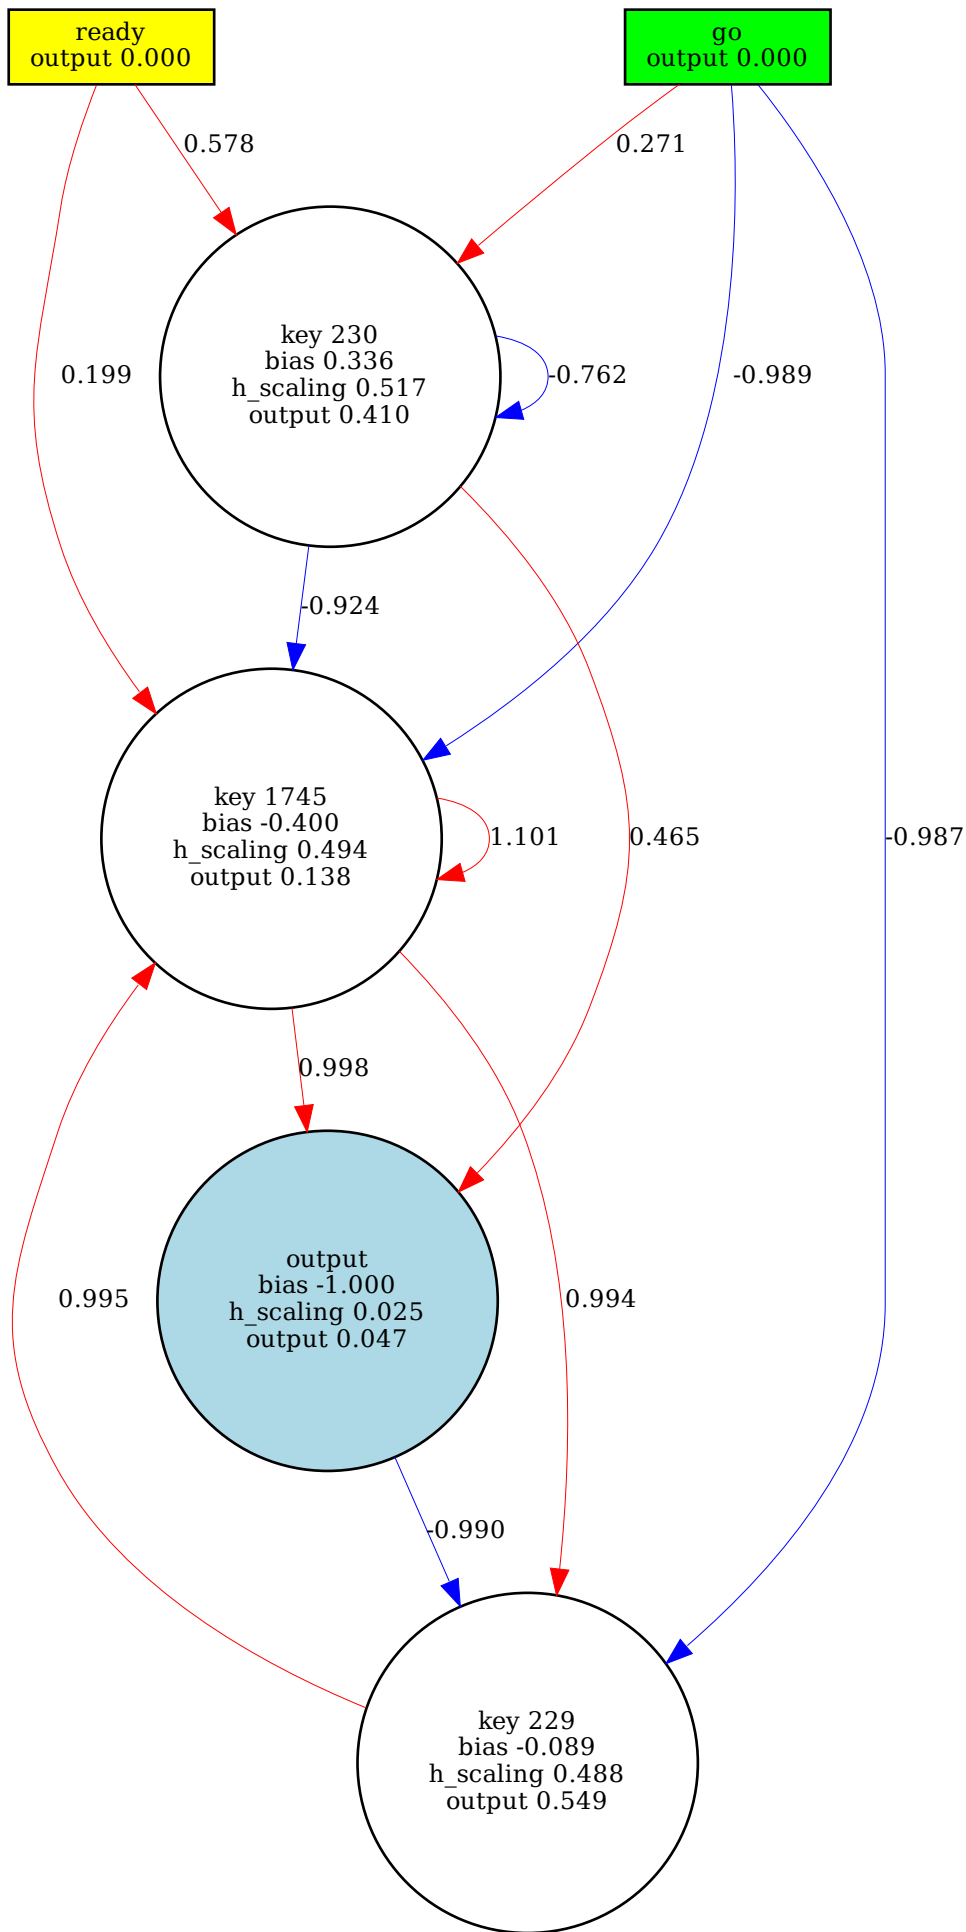 ready
output 0.000
go
output 0.000
0.578
0.271
key 230
bias 0.336
h_scaling 0.517
output 0.410
0.199
-0.762
-0.989
-0.924
key 1745
bias -0.400
h_scaling 0.494
output 0.138
1.101
0.465
-0.987
0.998
output
bias -1.000
h_scaling 0.025
output 0.047
0.995
0.994
-0.990
key 229
bias -0.089
h_scaling 0.488
output 0.549